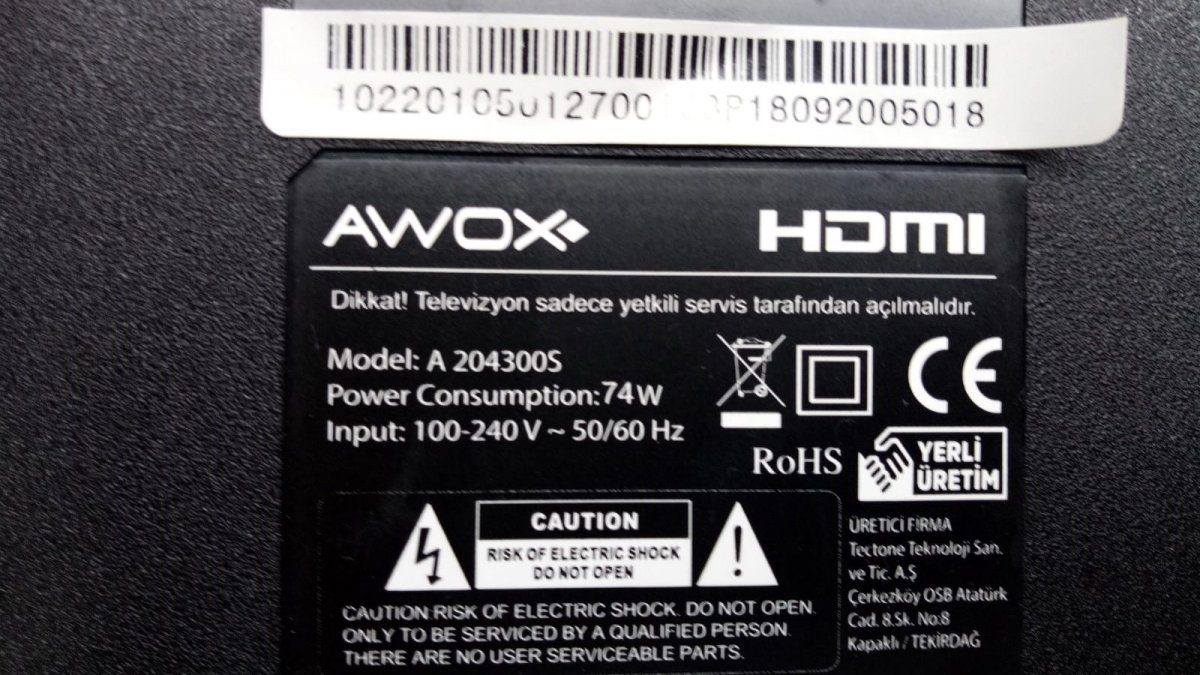 10220105012700 P18092005018
AWOX HDMI
Dikkat! Televizyon sadece yetkili servis tarafından açılmalıdır.
Model: A 204300S
Power Consumption:74 W
Input: 100-240 V ~ 50/60 Hz
CE
RoHS
YERLİ
ÜRETİM
CAUTION
RISK OF ELECTRIC SHOCK
DO NOT OPEN
CAUTION:RISK OF ELECTRIC SHOCK. DO NOT OPEN.
ONLY TO BE SERVICED BY A QUALIFIED PERSON.
THERE ARE NO USER SERVICEABLE PARTS.
ÜRETİCİ FİRMA
Tectone Teknoloji San.
ve Tic. A.Ş
Çerkezköy OSB Atatürk
Cad. 8.Sk. No:8
Kapaklı / TEKİRDAĞ